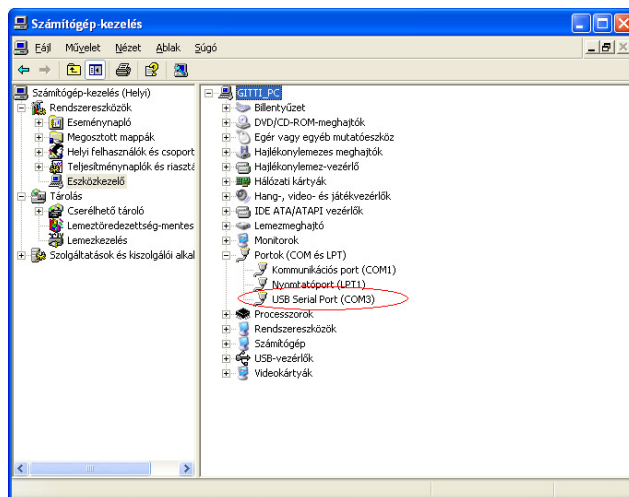 Számítógép-kezelés
Fájl Művelet Nézet Ablak Súgó
Számítógép-kezelés (Helyi)
Rendszereszközök
Eseménynapló
Megosztott mappák
Helyi felhasználók és csoport
Teljesítménynaplók és riasztá
Eszközkezelő
Tárolás
Cserélhető tároló
Lemeztöredezettség-mentes
Lemezkezelés
Szolgáltatások és kiszolgálói alkal
GITTI_PC
Billentyűzet
DVD/CD-ROM-meghajtók
Egér vagy egyéb mutatóeszköz
Hajlékonylemezes meghajtók
Hajlékonylemez-vezérlő
Hálózati kártyák
Hang-, video- és játékvezérlők
IDE ATA/ATAPI vezérlők
Lemezmeghajtó
Monitorok
Portok (COM és LPT)
Kommunikációs port (COM1)
Nyomtatóport (LPT1)
USB Serial Port (COM3)
Processzorok
Rendszereszközök
Számítógép
USB-vezérlők
Videokártyák